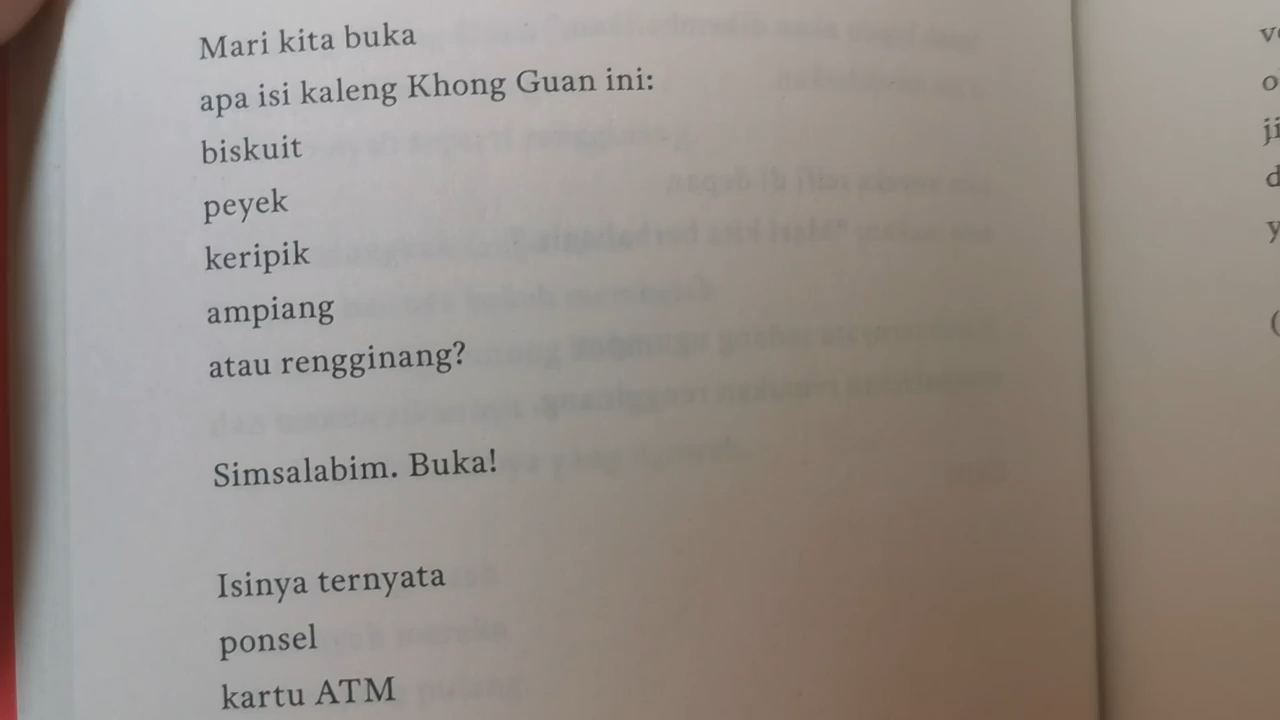 Mari kita buka
apa isi kaleng Khong Guan ini:
biskuit
peyek
keripik
ampiang
atau rengginang?
Simsalabim. Buka!
Isinya ternyata
ponsel
kartu ATM